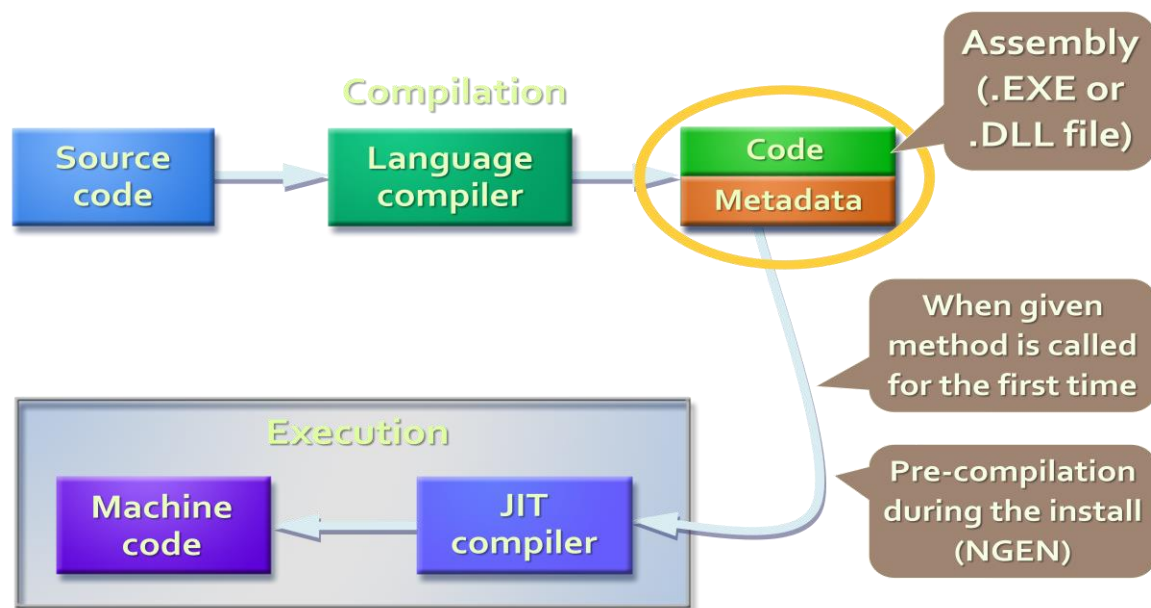 Compilation
Assembly
(.EXE or
.DLL file)
Source
code
Language
compiler
Code
Metadata
When given
method is called
for the first time
Execution
Machine
code
JIT
compiler
Pre-compilation
during the install
(NGEN)